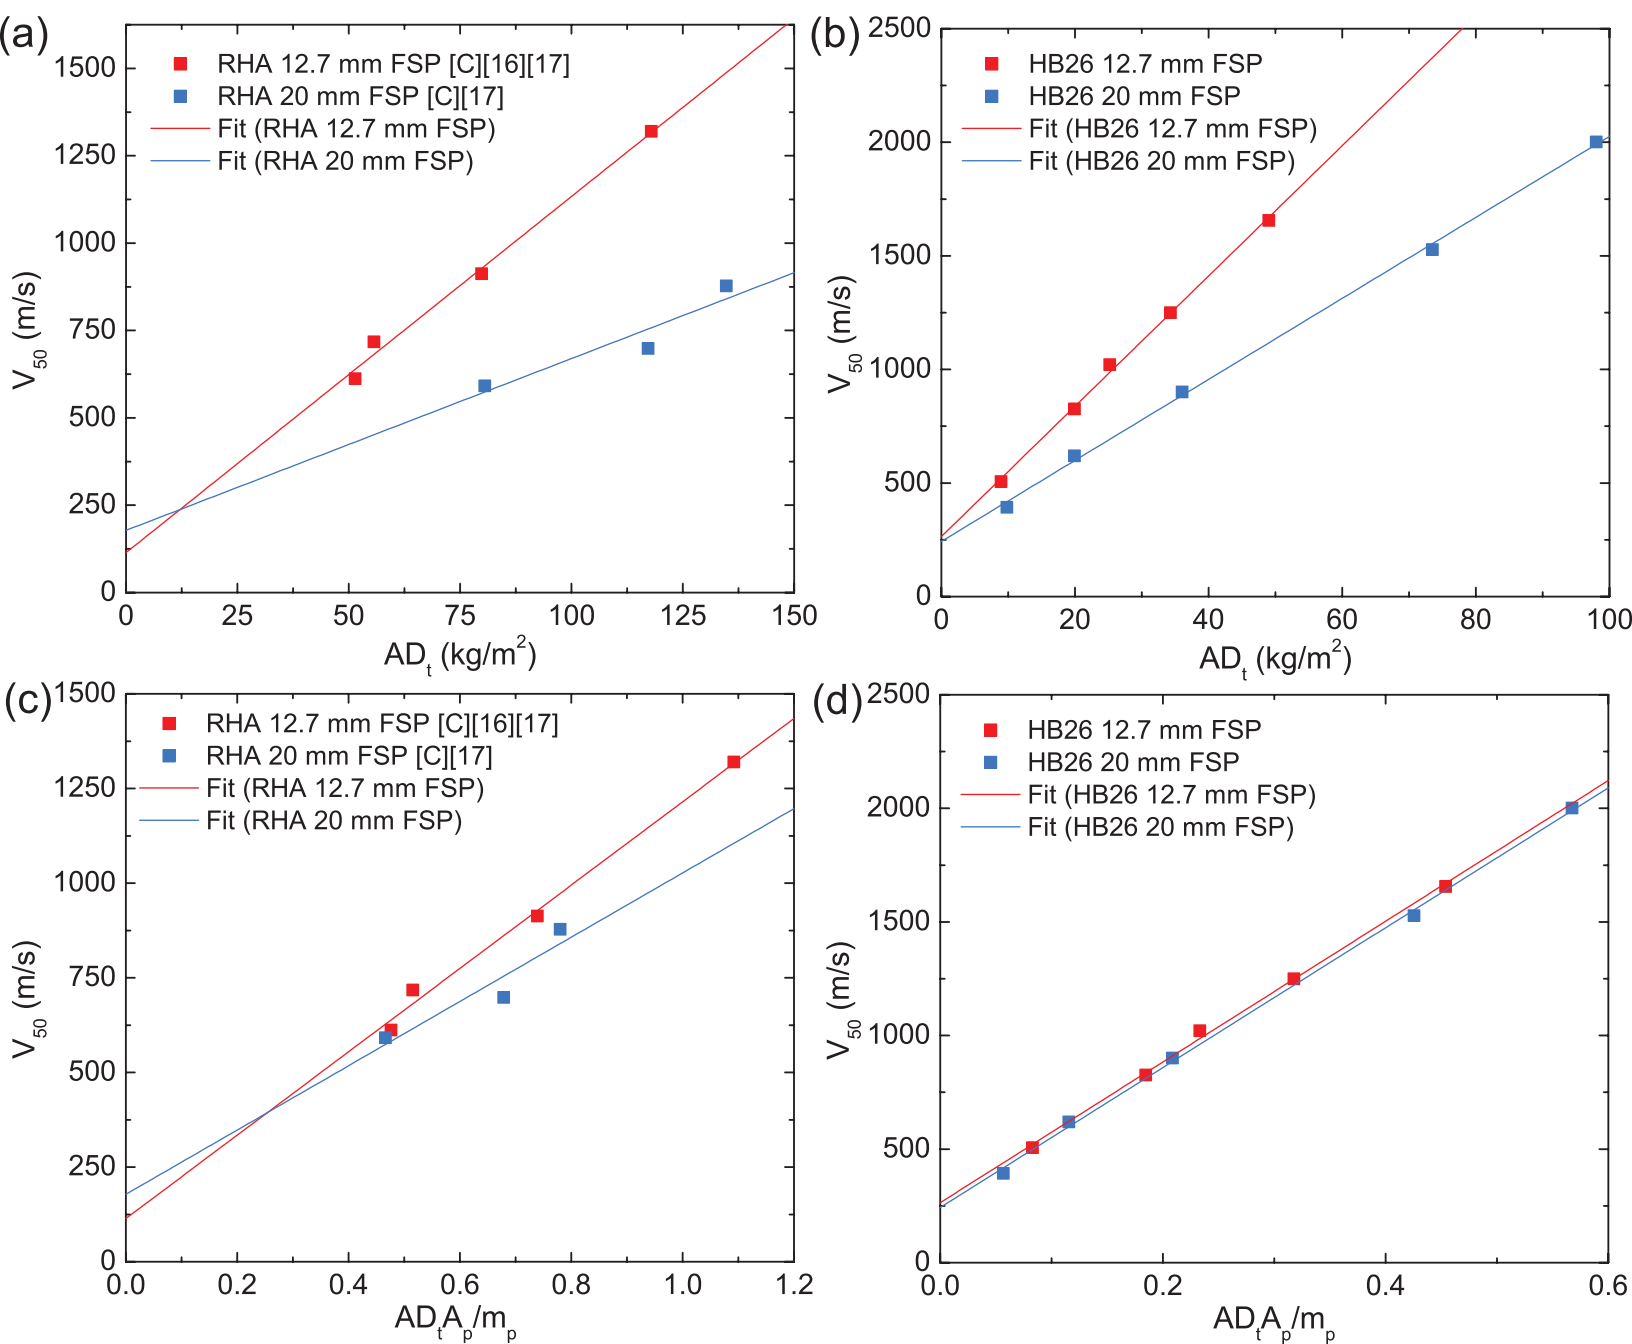 (a)
RHA 12.7 mm FSP [C][16][17]
RHA 20 mm FSP [C][17]
Fit (RHA 12.7 mm FSP)
Fit (RHA 20 mm FSP)
1500
1250
1000
750
500
250
0
V50 (m/s)
0 25 50 75 100 125 150
ADt (kg/m2)
(b)
HB26 12.7 mm FSP
HB26 20 mm FSP
Fit (HB26 12.7 mm FSP)
Fit (HB26 20 mm FSP)
2500
2000
1500
1000
500
0
V50 (m/s)
0 20 40 60 80 100
ADt (kg/m2)
(c)
RHA 12.7 mm FSP [C][16][17]
RHA 20 mm FSP [C][17]
Fit (RHA 12.7 mm FSP)
Fit (RHA 20 mm FSP)
1500
1250
1000
750
500
250
0
V50 (m/s)
0.0 0.2 0.4 0.6 0.8 1.0 1.2
ADtAp/mp
(d)
HB26 12.7 mm FSP
HB26 20 mm FSP
Fit (HB26 12.7 mm FSP)
Fit (HB26 20 mm FSP)
2500
2000
1500
1000
500
0
V50 (m/s)
0.0 0.2 0.4 0.6
ADtAp/mp